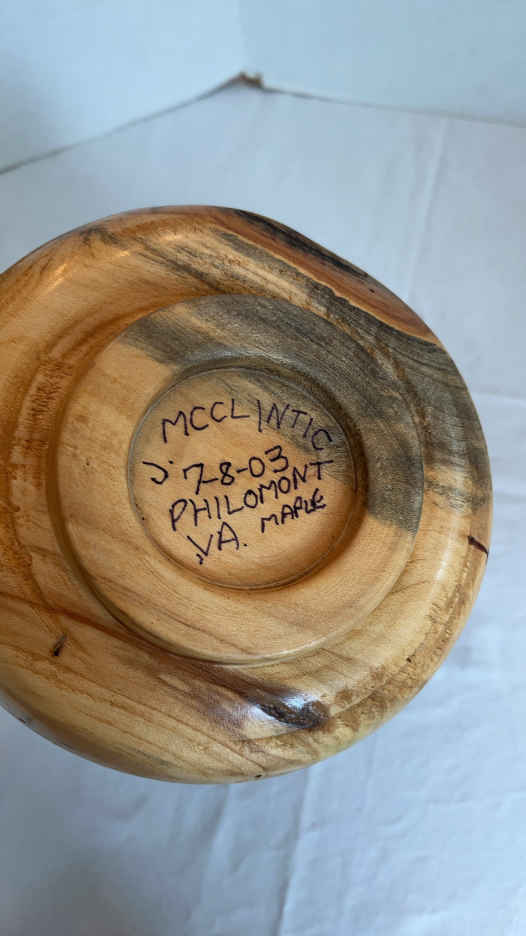 MCCLINTIC
J. 7-8-03
PHILOMONT
VA. MAPLE